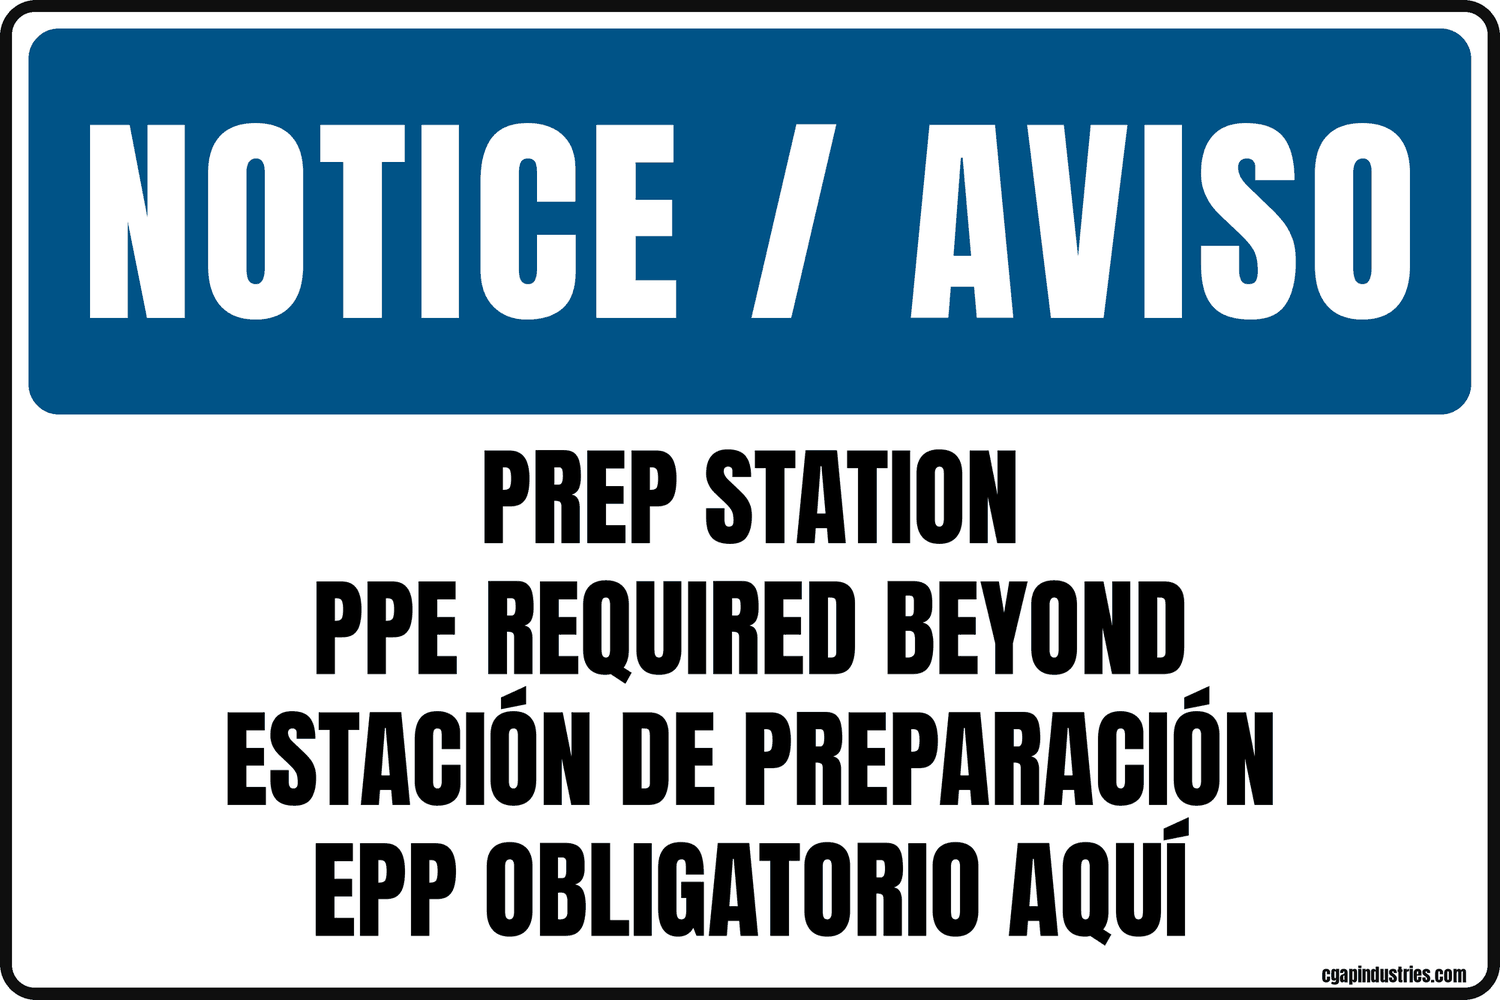 NOTICE / AVISO
PREP STATION
PPE REQUIRED BEYOND
ESTACIÓN DE PREPARACIÓN
EPP OBLIGATORIO AQUÍ
cgapindustries.com